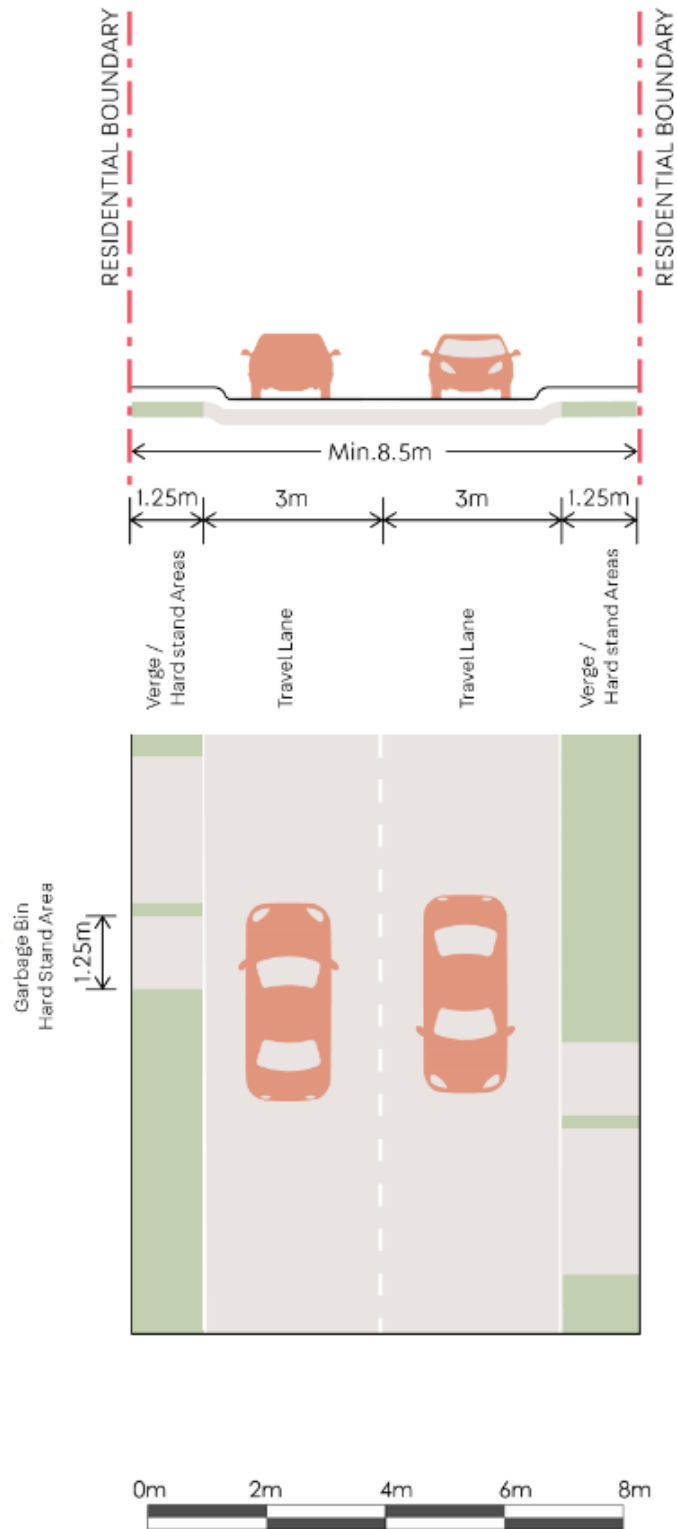 RESIDENTIAL BOUNDARY
RESIDENTIAL BOUNDARY
Min.8.5m
1.25m
3m
3m
1.25m
Verge /
Hard stand Areas
Travel Lane
Travel Lane
Verge /
Hard stand Areas
Garbage Bin
Hard Stand Area
1.25m
0m
2m
4m
6m
8m